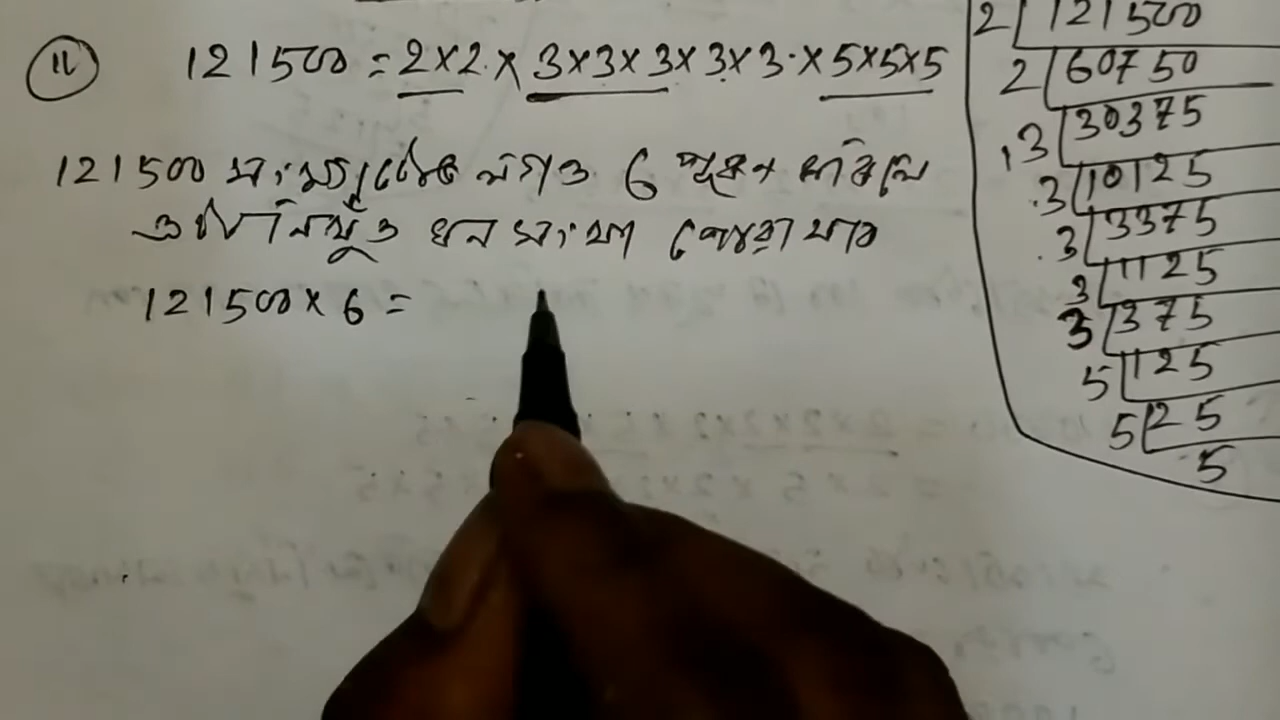 11 121500 = 2×2 × 3×3×3×3×3 × 5×5×5
121500 6 পূৰণ কৰিলে
ঘন সংখ্যা পোৱা যাব
121500 × 6 =
2 121500
2 60750
3 30375
3 10125
3 3375
3 1125
3 375
5 125
5 25
5